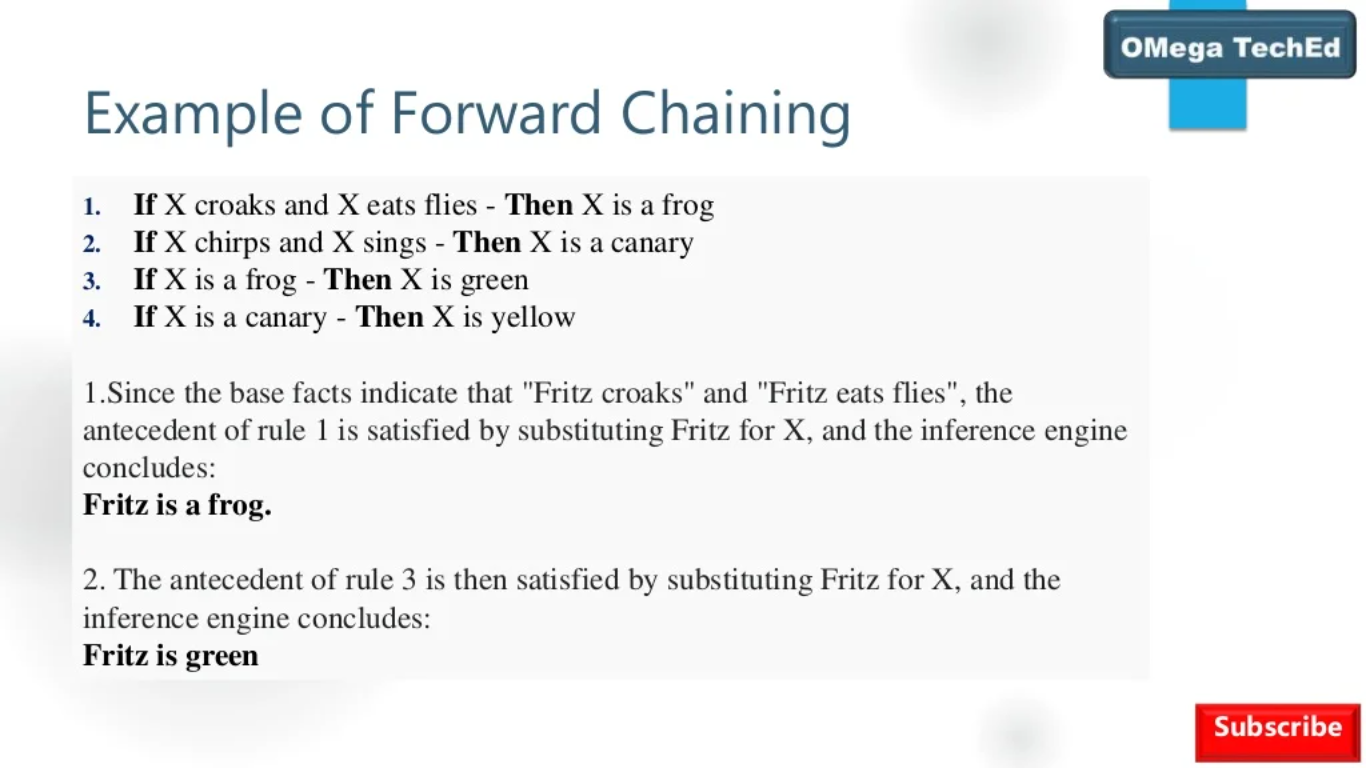 OMega TechEd
Example of Forward Chaining
1. If X croaks and X eats flies - Then X is a frog
2. If X chirps and X sings - Then X is a canary
3. If X is a frog - Then X is green
4. If X is a canary - Then X is yellow
1.Since the base facts indicate that "Fritz croaks" and "Fritz eats flies", the
antecedent of rule 1 is satisfied by substituting Fritz for X, and the inference engine
concludes:
Fritz is a frog.
2. The antecedent of rule 3 is then satisfied by substituting Fritz for X, and the
inference engine concludes:
Fritz is green
Subscribe